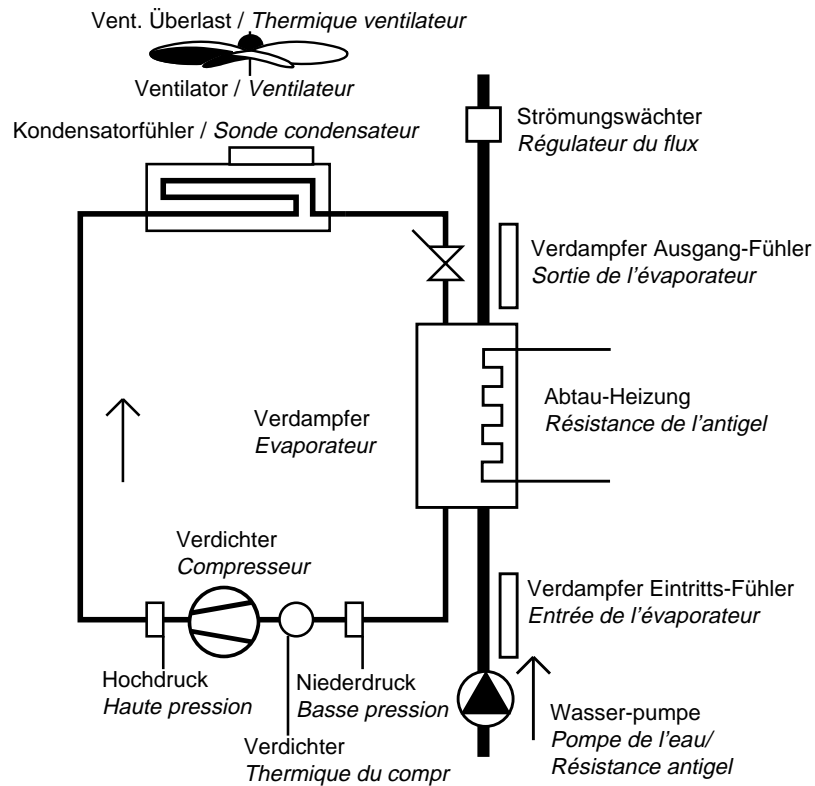 Vent. Überlast / Thermique ventilateur
Ventilator / Ventilateur
Kondensatorfühler / Sonde condensateur
Strömungswächter
Régulateur du flux
Verdampfer Ausgang-Fühler
Sortie de l'évaporateur
Verdampfer
Evaporateur
Abtau-Heizung
Résistance de l'antigel
Verdichter
Compresseur
Verdampfer Eintritts-Fühler
Entrée de l'évaporateur
Hochdruck
Haute pression
Niederdruck
Basse pression
Verdichter
Thermique du compr
Wasser-pumpe
Pompe de l'eau/
Résistance antigel